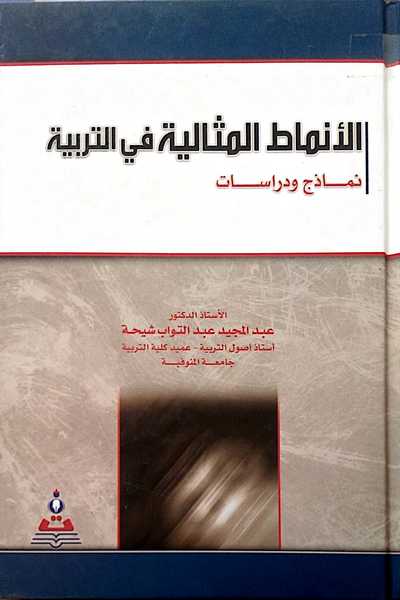 الأنماط المثالية في التربية
نماذج ودراسات
الأستاذ الدكتور
عبد المجيد عبد التواب شيحة
أستاذ أصول التربية - عميد كلية التربية
جامعة المنوفية